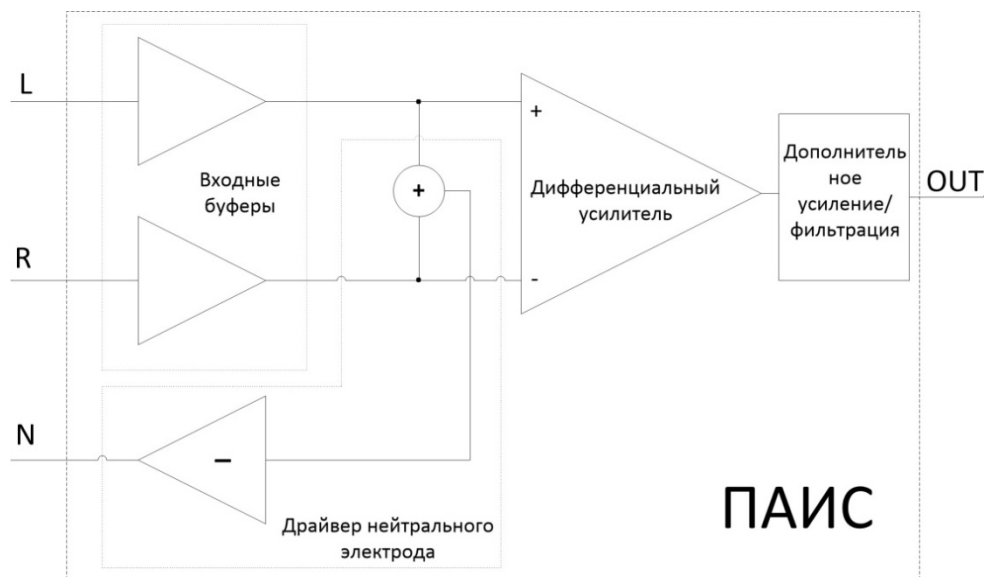 L
Входные
буферы
R
+
+
-
Дифференциальный
усилитель
Дополнитель
ное
усиление/
фильтрация
OUT
N
-
Драйвер нейтрального
электрода
ПАИС